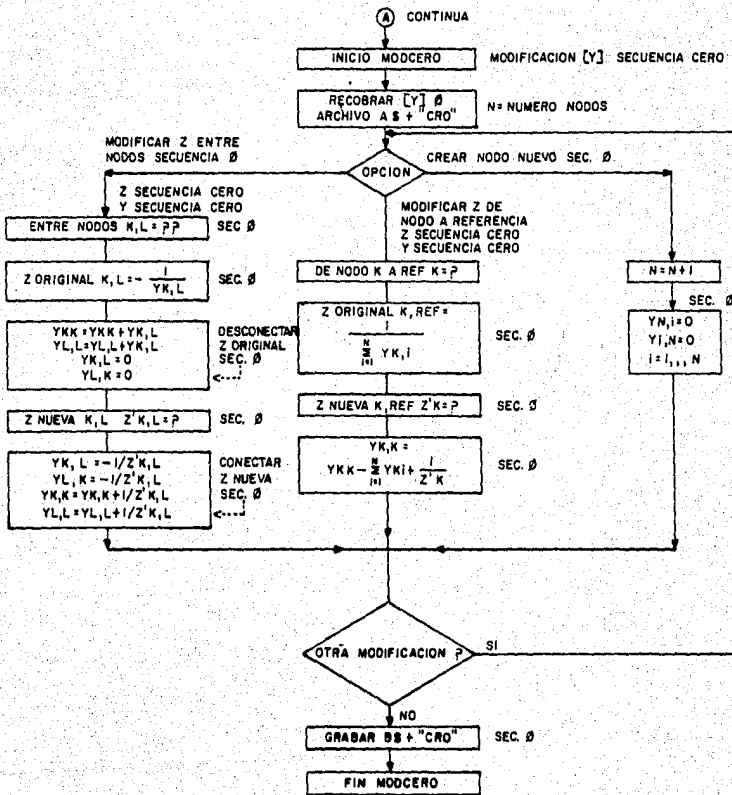 A CONTINUA
INICIO MODCERO
MODIFICACION [Y] SECUENCIA CERO
RECOBRAR [Y] Ø
ARCHIVO A$ + "CRO"
N = NUMERO NODOS
MODIFICAR Z ENTRE
NODOS SECUENCIA Ø
OPCION
CREAR NODO NUEVO SEC. Ø
Z SECUENCIA CERO
Y SECUENCIA CERO
ENTRE NODOS K,L = ??
SEC Ø
Z ORIGINAL K,L = - 1 / YK,L
SEC. Ø
YKK = YKK + YK,L
YL,L = YL,L + YK,L
YK,L = 0
YL,K = 0
DESCONECTAR
Z ORIGINAL
SEC. Ø
Z NUEVA K,L Z'K,L = ?
SEC. Ø
YK, L = -1/Z'K,L
YL, K = -1/Z'K,L
YK,K = YK,K + 1/Z'K,L
YL,L = YL,L + 1/Z'K,L
CONECTAR
Z NUEVA
SEC. Ø
MODIFICAR Z DE
NODO A REFERENCIA
Z SECUENCIA CERO
Y SECUENCIA CERO
DE NODO K A REF K = ?
Z ORIGINAL K,REF =
1
N
Σ YK,i
i=1
SEC. Ø
Z NUEVA K,REF Z'K = ?
SEC. Ø
YK,K =
YKK - N Σ i=1 YKi + 1 / Z'K
SEC. Ø
N = N + 1
SEC. Ø
YN,i = 0
Yi,N = 0
i = 1,,, N
OTRA MODIFICACION ?
SI
NO
GRABAR B$ + "CRO"
SEC. Ø
FIN MODCERO